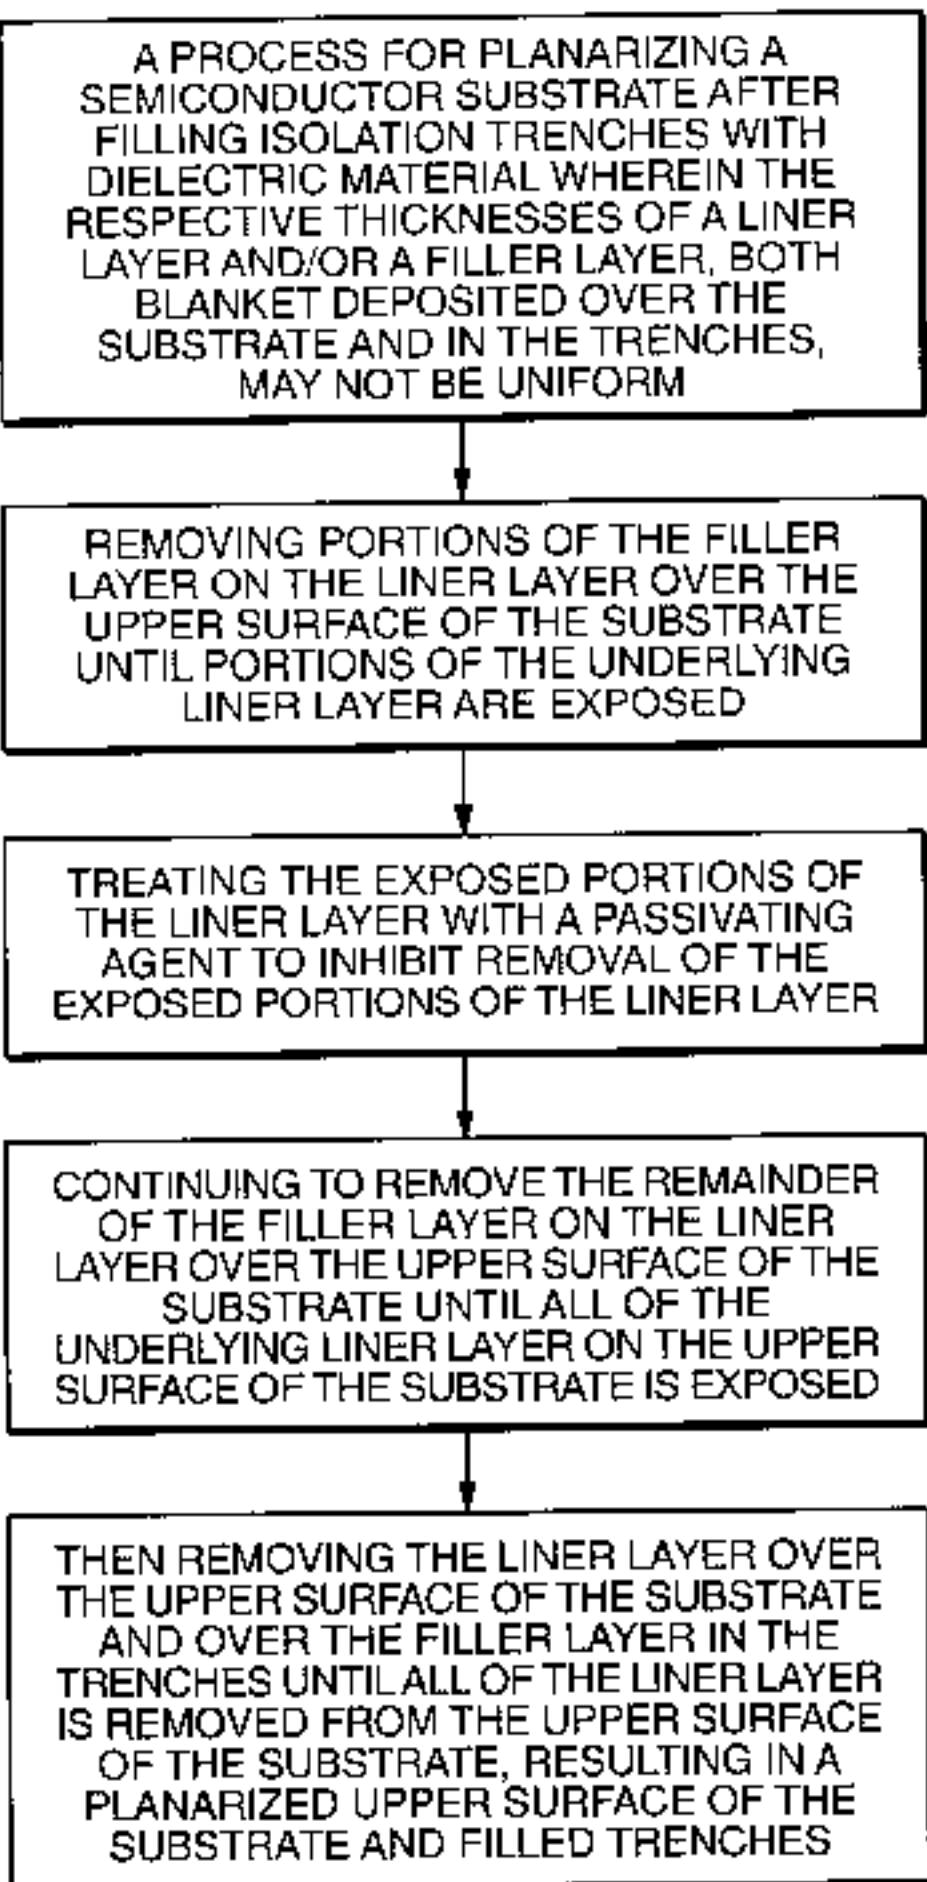 A PROCESS FOR PLANARIZING A
SEMICONDUCTOR SUBSTRATE AFTER
FILLING ISOLATION TRENCHES WITH
DIELECTRIC MATERIAL WHEREIN THE
RESPECTIVE THICKNESSES OF A LINER
LAYER AND/OR A FILLER LAYER, BOTH
BLANKET DEPOSITED OVER THE
SUBSTRATE AND IN THE TRENCHES,
MAY NOT BE UNIFORM
REMOVING PORTIONS OF THE FILLER
LAYER ON THE LINER LAYER OVER THE
UPPER SURFACE OF THE SUBSTRATE
UNTIL PORTIONS OF THE UNDERLYING
LINER LAYER ARE EXPOSED
TREATING THE EXPOSED PORTIONS OF
THE LINER LAYER WITH A PASSIVATING
AGENT TO INHIBIT REMOVAL OF THE
EXPOSED PORTIONS OF THE LINER LAYER
CONTINUING TO REMOVE THE REMAINDER
OF THE FILLER LAYER ON THE LINER
LAYER OVER THE UPPER SURFACE OF THE
SUBSTRATE UNTIL ALL OF THE
UNDERLYING LINER LAYER ON THE UPPER
SURFACE OF THE SUBSTRATE IS EXPOSED
THEN REMOVING THE LINER LAYER OVER
THE UPPER SURFACE OF THE SUBSTRATE
AND OVER THE FILLER LAYER IN THE
TRENCHES UNTIL ALL OF THE LINER LAYER
IS REMOVED FROM THE UPPER SURFACE
OF THE SUBSTRATE, RESULTING IN A
PLANARIZED UPPER SURFACE OF THE
SUBSTRATE AND FILLED TRENCHES